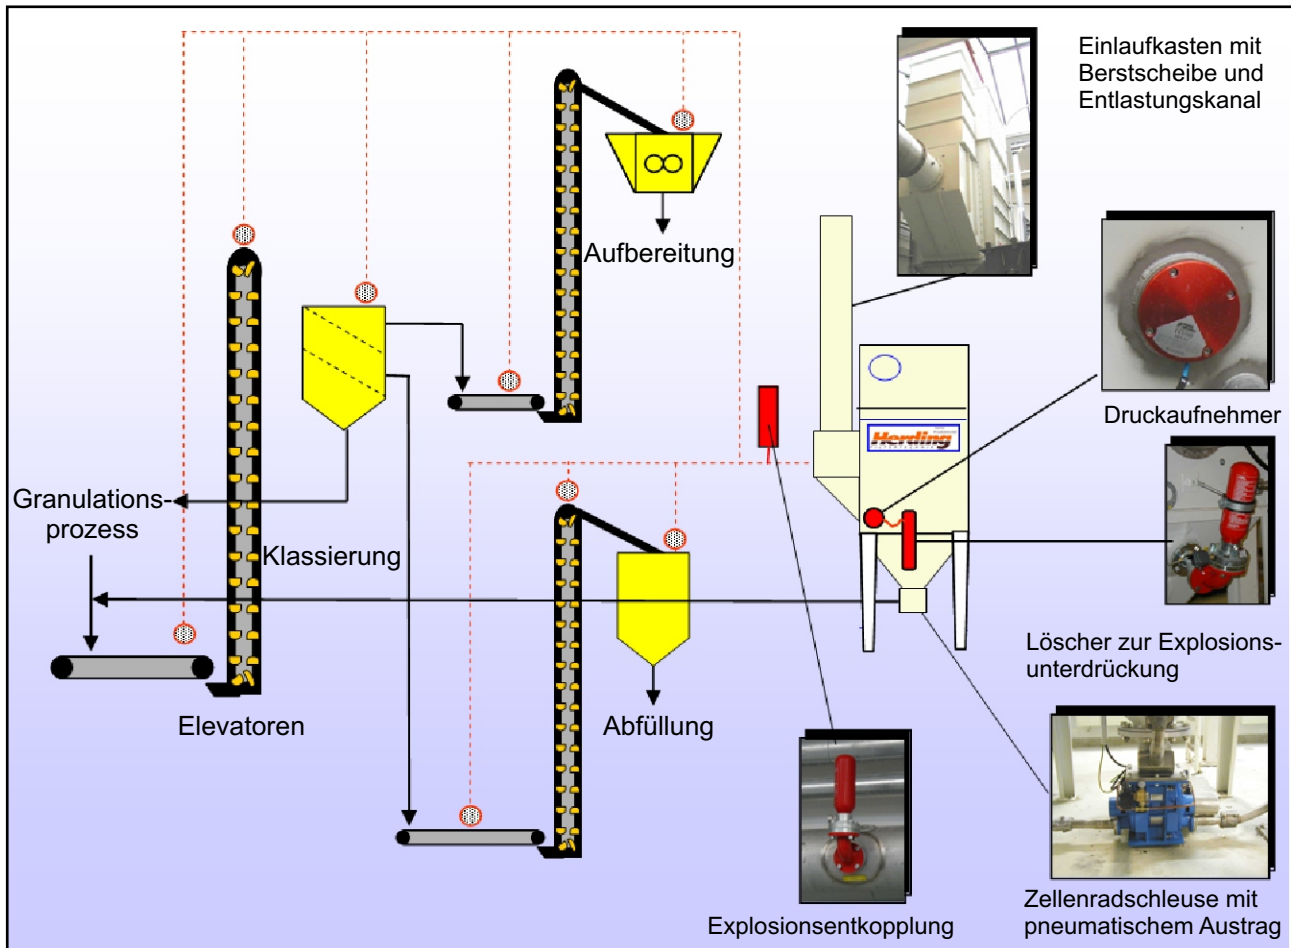 Einlaufkasten mit
Berstscheibe und
Entlastungskanal
Aufbereitung
Druckaufnehmer
Herding
Granulations-
prozess
Klassierung
Löscher zur Explosions-
unterdrückung
Elevatoren
Abfüllung
Zellenradschleuse mit
pneumatischem Austrag
Explosionsentkopplung